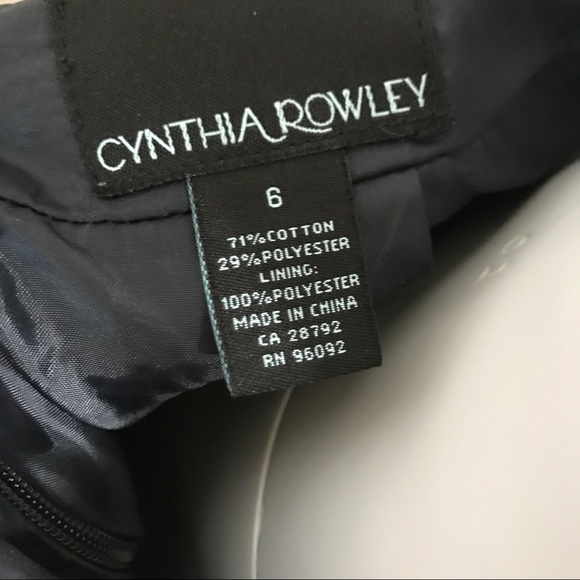 CYNTHIA ROWLEY
6
71%COTTON
29%POLYESTER
LINING:
100%POLYESTER
MADE IN CHINA
CA 28792
RN 96092